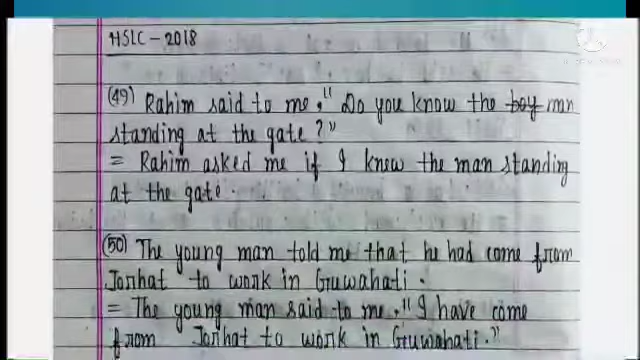 HSLC - 2018
(49) Rahim said to me, "Do you know the boy man
standing at the gate?"
= Rahim asked me if I knew the man standing
at the gate.
(50) The young man told me that he had come from
Jorhat to work in Guwahati.
= The young man said to me, "I have come
from Jorhat to work in Guwahati."